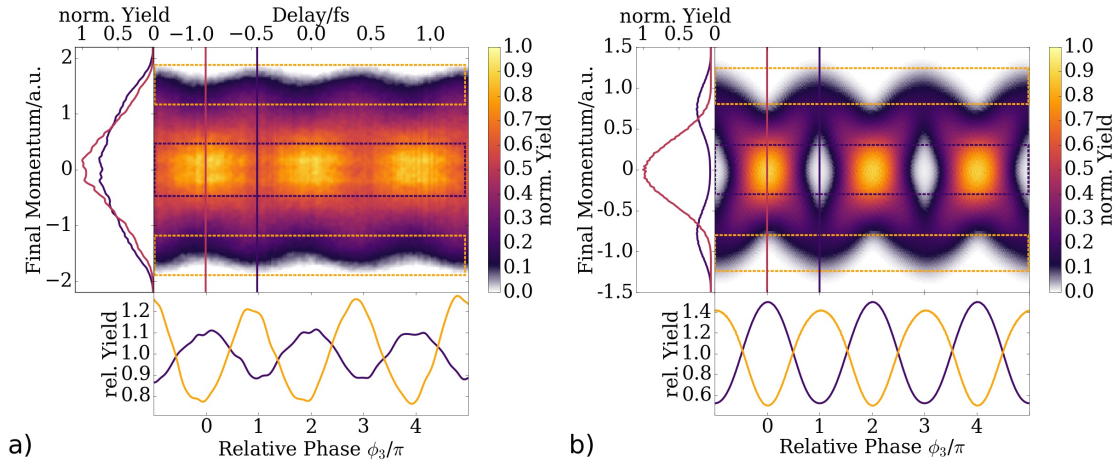 norm. Yield
1 0.5 0
Delay/fs
−1.0 −0.5 0.0 0.5 1.0
Final Momentum/a.u.
2
1
0
−1
−2
1.0
0.9
0.8
0.7
0.6
0.5
0.4
0.3
0.2
0.1
0.0
norm. Yield
rel. Yield
1.2
1.1
1.0
0.9
0.8
0 1 2 3 4
Relative Phase ϕ₃/π
a)
norm. Yield
1 0.5 0
Final Momentum/a.u.
1.5
1.0
0.5
0
-0.5
-1.0
-1.5
1.0
0.9
0.8
0.7
0.6
0.5
0.4
0.3
0.2
0.1
0.0
norm. Yield
rel. Yield
1.4
1.2
1.0
0.8
0.6
0 1 2 3 4
Relative Phase ϕ₃/π
b)